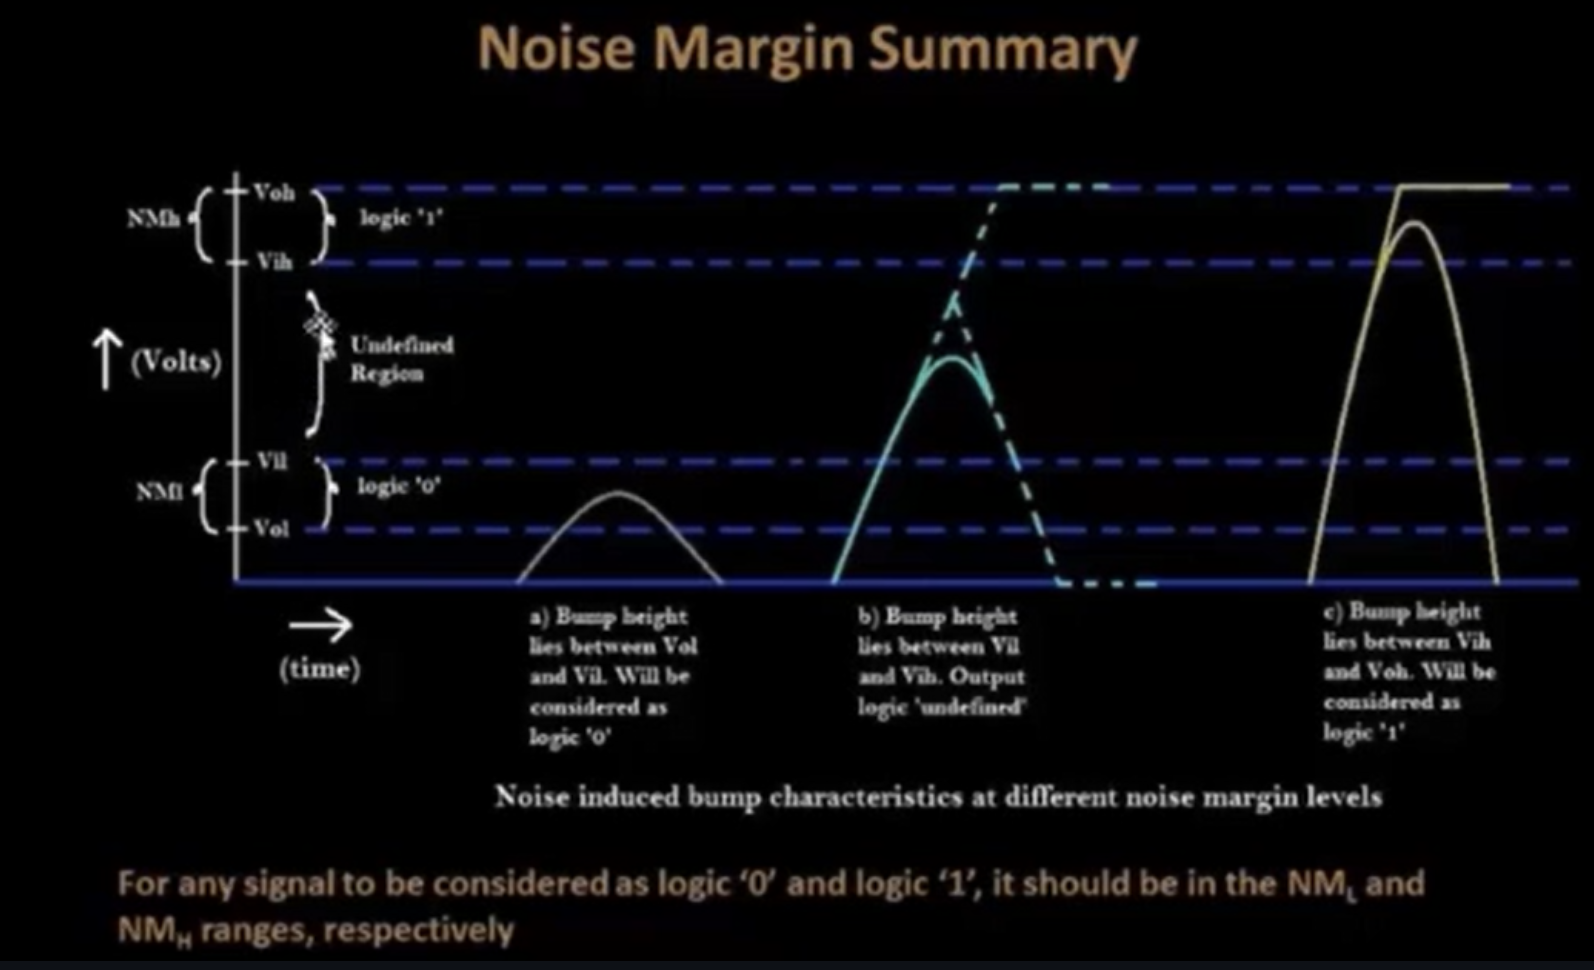 Noise Margin Summary
Voh
NMh
logic '1'
Vih
(Volts)
Undefined
Region
Vil
NMl
logic '0'
Vol
(time)
a) Bump height
lies between Vol
and Vil. Will be
considered as
logic '0'
b) Bump height
lies between Vil
and Vih. Output
logic 'undefined'
c) Bump height
lies between Vih
and Voh. Will be
considered as
logic '1'
Noise induced bump characteristics at different noise margin levels
For any signal to be considered as logic ‘0’ and logic ‘1’, it should be in the NML and
NMH ranges, respectively